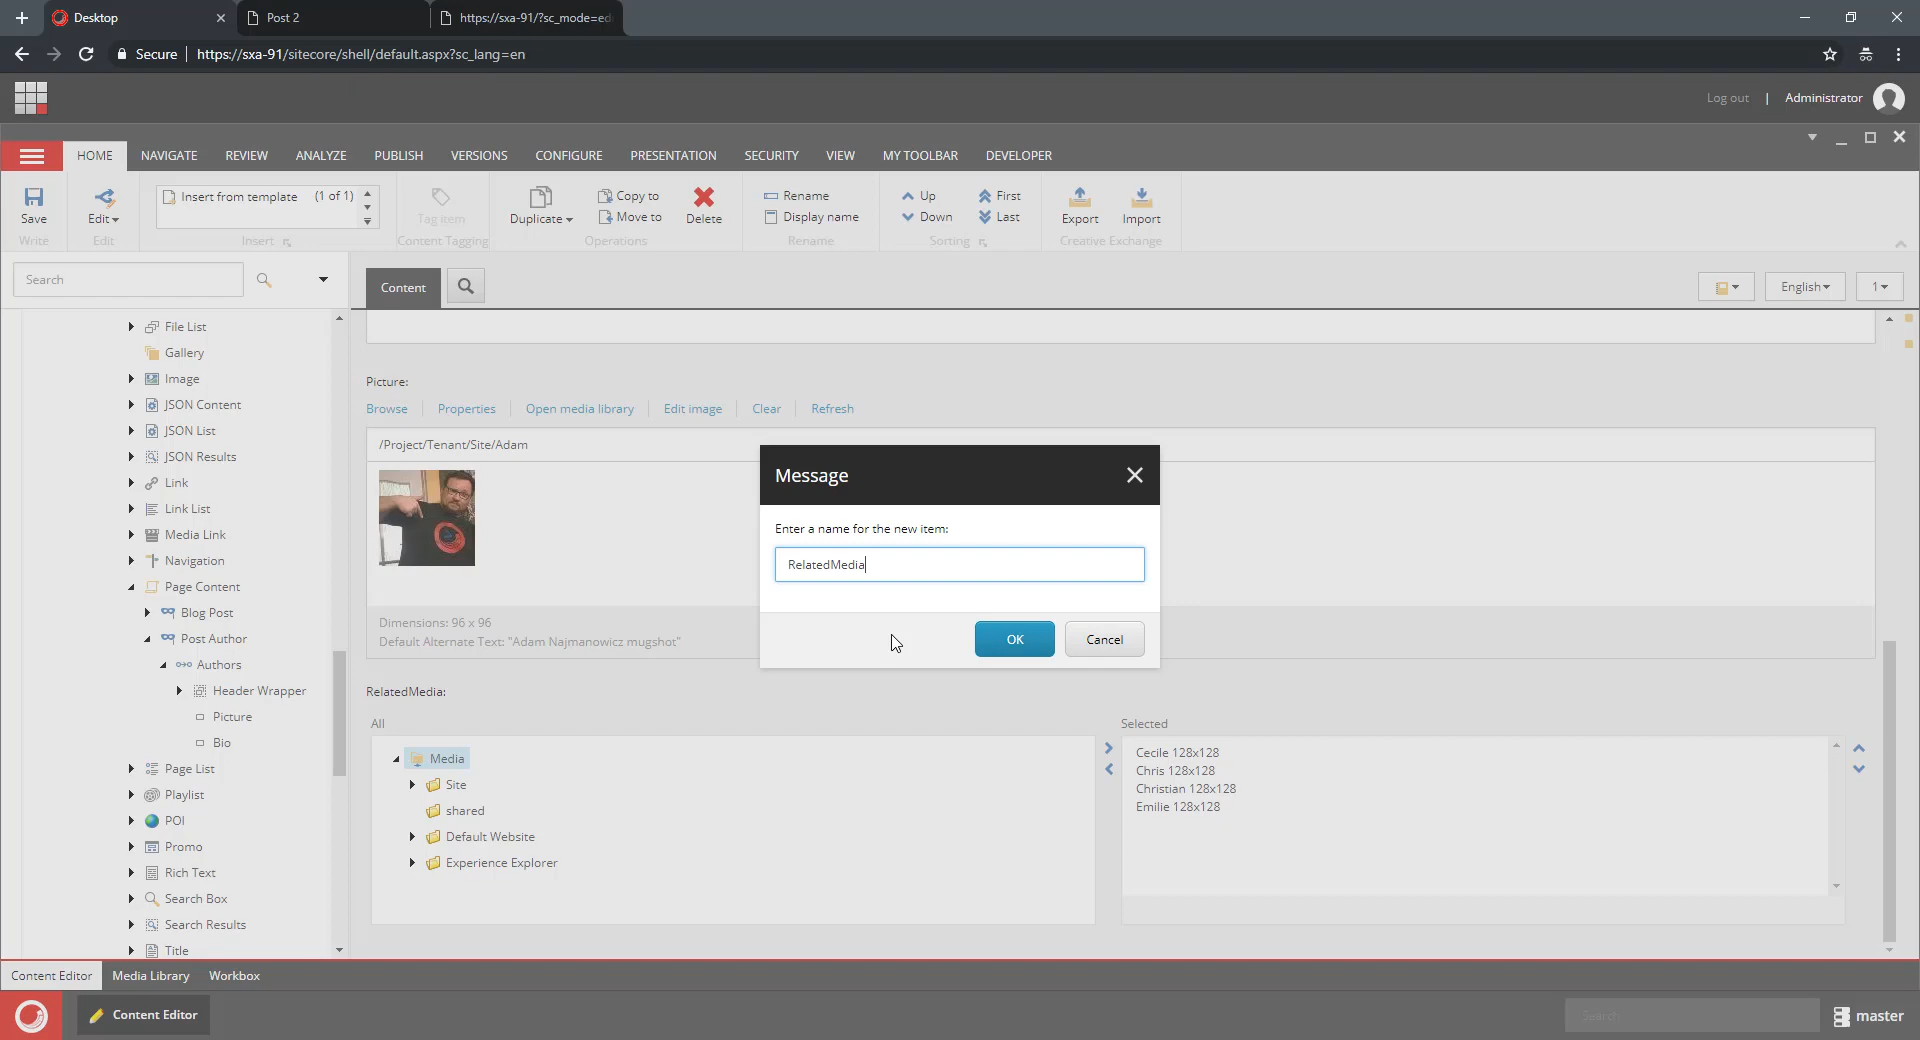 Desktop
Post 2
https://sxa-91/?sc_mode=ed
Secure
https://sxa-91/sitecore/shell/default.aspx?sc_lang=en
Log out | Administrator
HOME NAVIGATE REVIEW ANALYZE PUBLISH VERSIONS CONFIGURE PRESENTATION SECURITY VIEW MY TOOLBAR DEVELOPER
Save
Write
Edit
Edit
Insert from template (1 of 1)
Insert
Tag item
Content Tagging
Duplicate
Copy to
Move to
Delete
Operations
Rename
Display name
Rename
Up
Down
First
Last
Sorting
Export
Import
Creative Exchange
Search
File List
Gallery
Image
JSON Content
JSON List
JSON Results
Link
Link List
Media Link
Navigation
Page Content
Blog Post
Post Author
Authors
Header Wrapper
Picture
Bio
Page List
Playlist
POI
Promo
Rich Text
Search Box
Search Results
Title
Content
English
1
Picture:
Browse
Properties
Open media library
Edit image
Clear
Refresh
/Project/Tenant/Site/Adam
Dimensions: 96 x 96
Default Alternate Text: "Adam Najmanowicz mugshot"
Message
Enter a name for the new item:
RelatedMedia
OK
Cancel
RelatedMedia:
All
Media
Site
shared
Default Website
Experience Explorer
Selected
Cecile 128x128
Chris 128x128
Christian 128x128
Emilie 128x128
Content Editor
Media Library
Workbox
Content Editor
Search
master